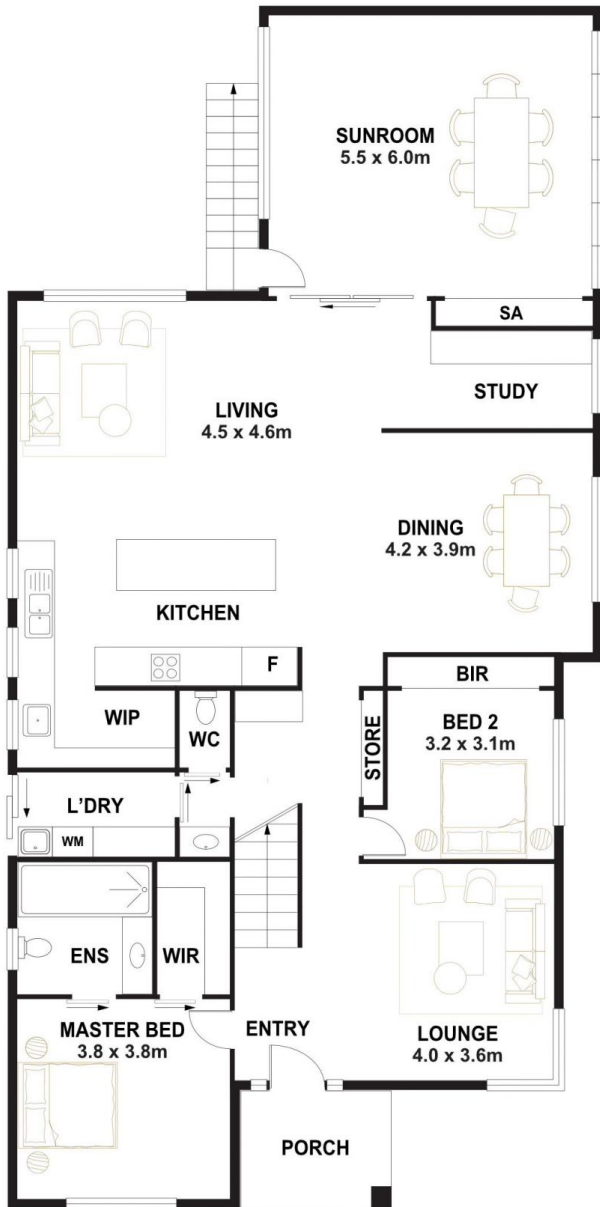 SUNROOM
5.5 x 6.0m
SA
STUDY
LIVING
4.5 x 4.6m
DINING
4.2 x 3.9m
KITCHEN
F
BIR
WIP
WC
STORE
BED 2
3.2 x 3.1m
L'DRY
WM
ENS
WIR
MASTER BED
3.8 x 3.8m
ENTRY
LOUNGE
4.0 x 3.6m
PORCH